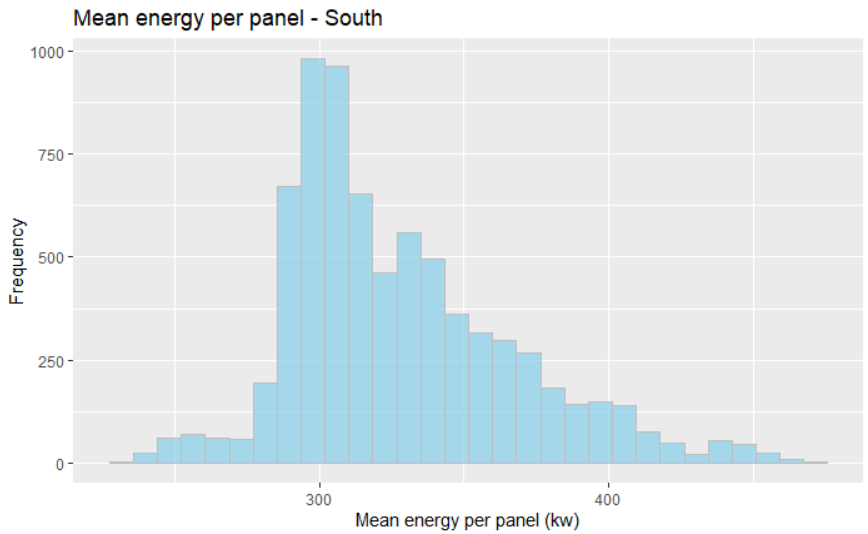 Mean energy per panel - South
1000
750
500
250
0
Frequency
300
400
Mean energy per panel (kw)